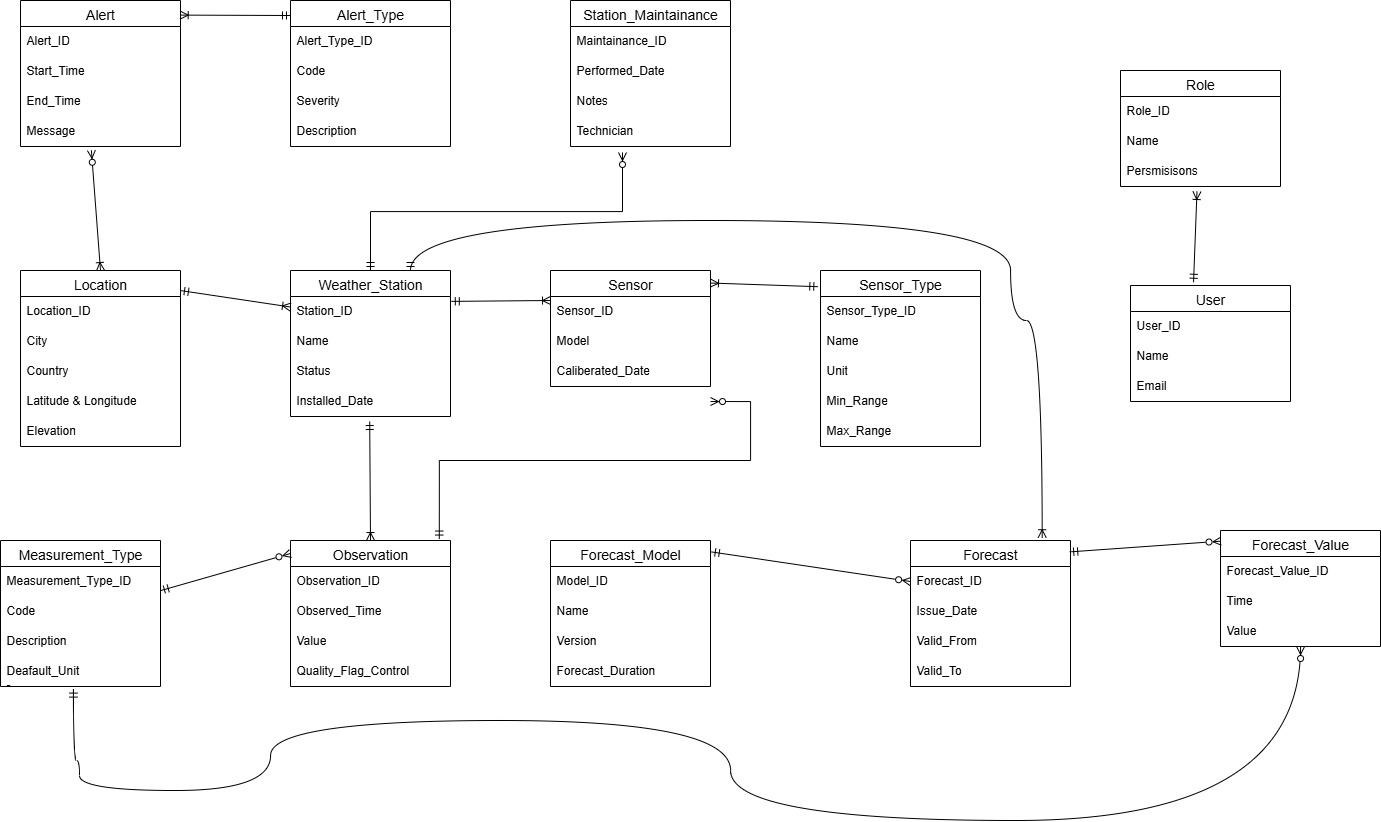 Alert
Alert_ID
Start_Time
End_Time
Message
Alert_Type
Alert_Type_ID
Code
Severity
Description
Station_Maintainance
Maintainance_ID
Performed_Date
Notes
Technician
Role
Role_ID
Name
Persmisisons
Location
Location_ID
City
Country
Latitude & Longitude
Elevation
Weather_Station
Station_ID
Name
Status
Installed_Date
Sensor
Sensor_ID
Model
Caliberated_Date
Sensor_Type
Sensor_Type_ID
Name
Unit
Min_Range
Max_Range
User
User_ID
Name
Email
Measurement_Type
Measurement_Type_ID
Code
Description
Deafault_Unit
Observation
Observation_ID
Observed_Time
Value
Quality_Flag_Control
Forecast_Model
Model_ID
Name
Version
Forecast_Duration
Forecast
Forecast_ID
Issue_Date
Valid_From
Valid_To
Forecast_Value
Forecast_Value_ID
Time
Value